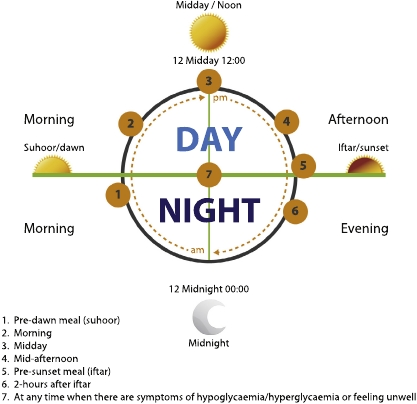 Midday / Noon
12 Midday 12:00
3
pm
2
4
Morning
Afternoon
DAY
Suhoor/dawn
Iftar/sunset
5
7
1
NIGHT
6
Morning
Evening
am
12 Midnight 00:00
Midnight
1. Pre-dawn meal (suhoor)
2. Morning
3. Midday
4. Mid-afternoon
5. Pre-sunset meal (iftar)
6. 2-hours after iftar
7. At any time when there are symptoms of hypoglycaemia/hyperglycaemia or feeling unwell